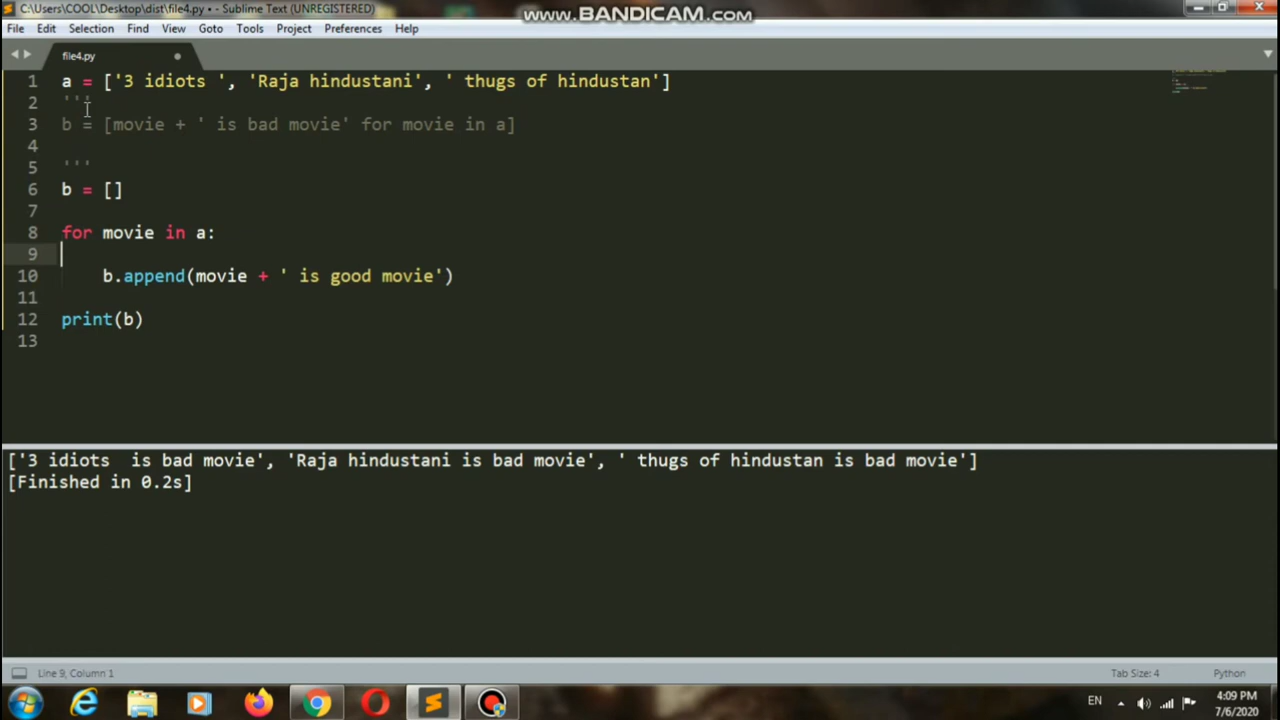 C:\Users\COOL\Desktop\dist\file4.py • - Sublime Text (UNREGISTERED)
www.BANDICAM.com
File Edit Selection Find View Goto Tools Project Preferences Help
file4.py
1 a = ['3 idiots ', 'Raja hindustani', ' thugs of hindustan']
2 '''
3 b = [movie + ' is bad movie' for movie in a]
4
5 '''
6 b = []
7
8 for movie in a:
9
10 b.append(movie + ' is good movie')
11
12 print(b)
13
['3 idiots  is bad movie', 'Raja hindustani is bad movie', ' thugs of hindustan is bad movie']
[Finished in 0.2s]
Line 9, Column 1
Tab Size: 4
Python
EN
4:09 PM
7/6/2020